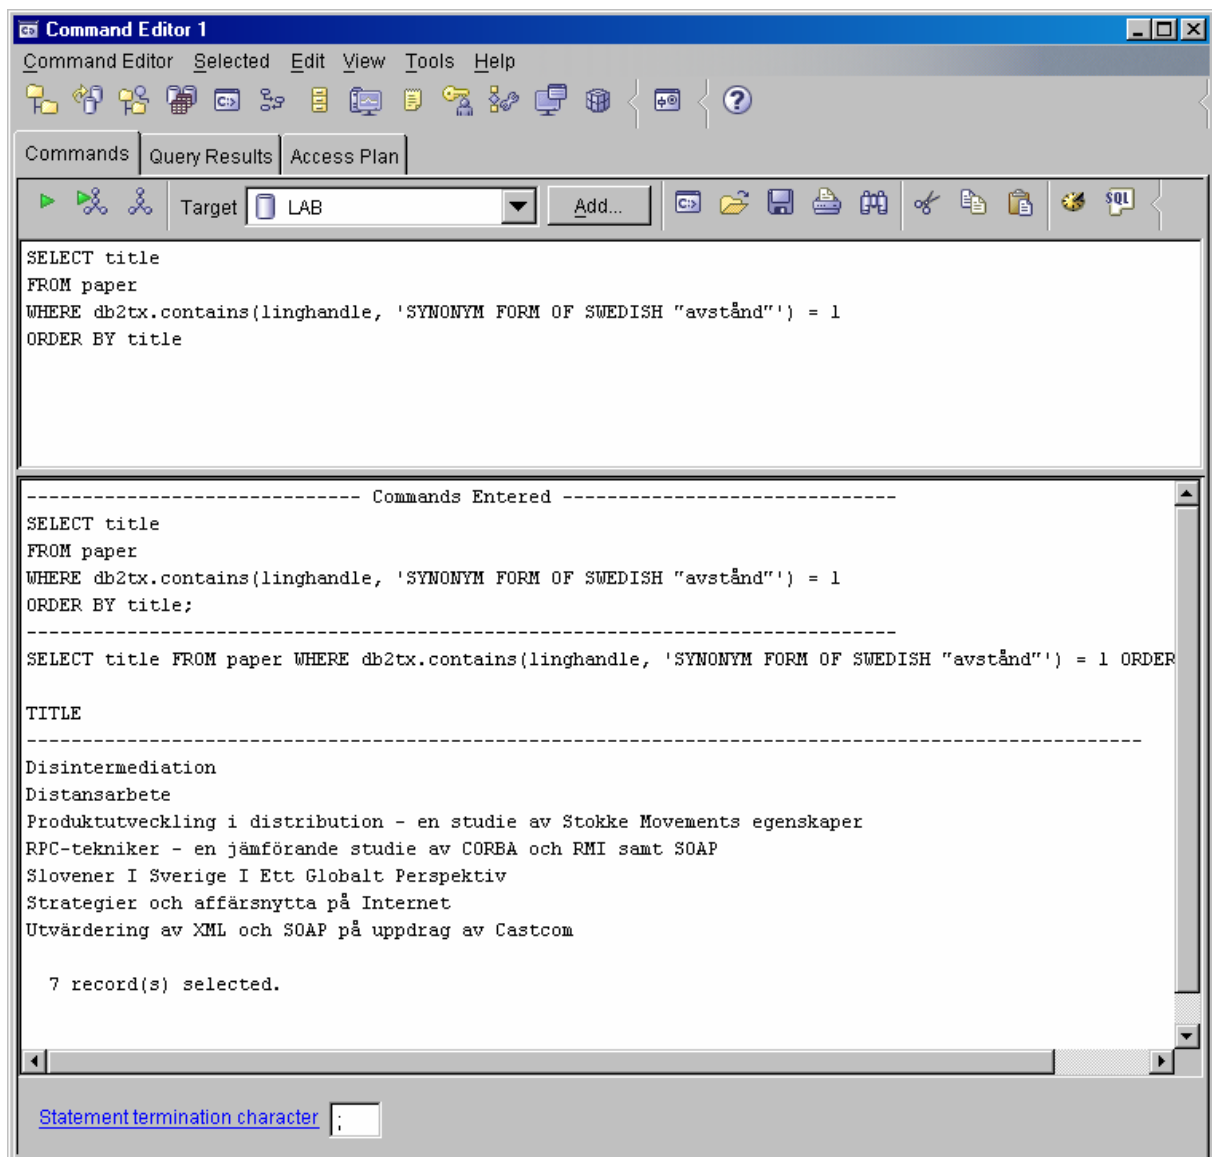 Command Editor 1
Command Editor Selected Edit View Tools Help
Commands Query Results Access Plan
Target LAB Add... SQL
SELECT title
FROM paper
WHERE db2tx.contains(linghandle, 'SYNONYM FORM OF SWEDISH "avstånd"') = 1
ORDER BY title
------------------------------ Commands Entered ------------------------------
SELECT title
FROM paper
WHERE db2tx.contains(linghandle, 'SYNONYM FORM OF SWEDISH "avstånd"') = 1
ORDER BY title;
------------------------------------------------------------------------------
SELECT title FROM paper WHERE db2tx.contains(linghandle, 'SYNONYM FORM OF SWEDISH "avstånd"') = 1 ORDER
TITLE
----------------------------------------------------------------------------------------------------
Disintermediation
Distansarbete
Produktutveckling i distribution - en studie av Stokke Movements egenskaper
RPC-tekniker - en jämförande studie av CORBA och RMI samt SOAP
Slovener I Sverige I Ett Globalt Perspektiv
Strategier och affärsnytta på Internet
Utvärdering av XML och SOAP på uppdrag av Castcom
7 record(s) selected.
Statement termination character ;